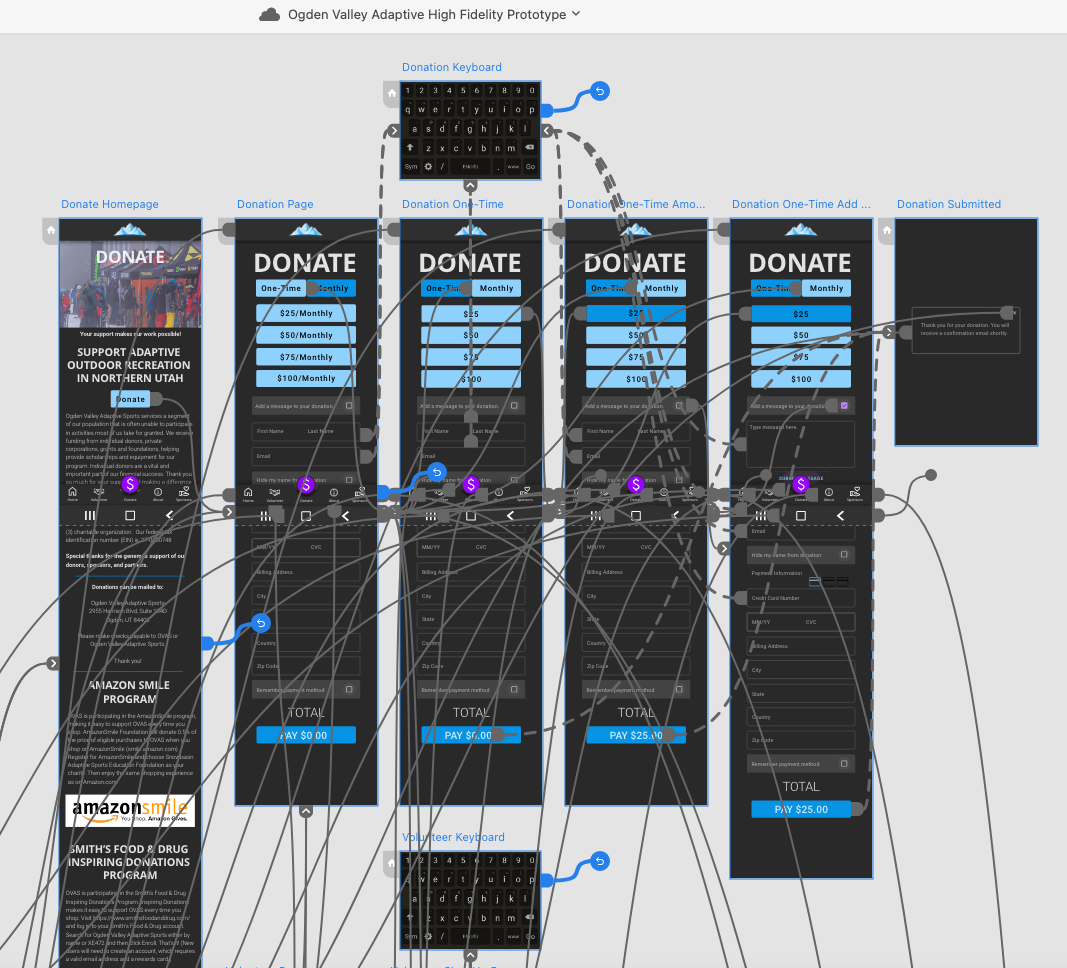 Ogden Valley Adaptive High Fidelity Prototype
Donation Keyboard
1 2 3 4 5 6 7 8 9 0
q w e r t y u i o p
a s d f g h j k l
z x c v b n m
Sym / . www Go
Donate Homepage
DONATE
Your support makes our work possible!
SUPPORT ADAPTIVE
OUTDOOR RECREATION
IN NORTHERN UTAH
Donate
Ogden Valley Adaptive Sports services a segment
of our population that is often unable to participate
in activities most of us take for granted. We receive
funding from individual donors, private
corporations, grants and foundations, helping
provide scholarships and equipment for our
program. Individual donors are a vital and
important part of our financial success. Thank you
so much for your support making a difference
Home Volunteer Donate About Sponsors
(3) charitable organization. Our federal tax
identification number (EIN) is
Special thanks for the generous support of our
donors, sponsors, and partners.
Donations can be mailed to:
Ogden Valley Adaptive Sports
2955 Harrison Blvd, Suite 104D
Ogden, UT 84403
Please make checks payable to OVAS or
Ogden Valley Adaptive Sports
Thank you!
AMAZON SMILE
PROGRAM
OVAS is participating in the AmazonSmile program,
making it easy to support OVAS every time you
shop. AmazonSmile Foundation will donate 0.5% of
the price of eligible purchases to OVAS when you
shop at AmazonSmile (smile.amazon.com).
Register for AmazonSmile and choose Snowbasin
Adaptive Sports Education Foundation as your
charity. Then enjoy the same shopping experience
as on Amazon.com.
amazonsmile
You Shop. Amazon Gives.
SMITH'S FOOD & DRUG
INSPIRING DONATIONS
PROGRAM
OVAS is participating in the Smith's Food & Drug
Inspiring Donations Program. Inspiring Donations
makes it easy to support OVAS every time you
shop. Visit https://www.smithsfoodanddrug.com/
and log in to your Smith's Food & Drug account.
Search for Ogden Valley Adaptive Sports either by
name or XE472 and then click Enroll. That's it! (New
users will need to create an account, which requires
a valid email address and a rewards card.)
Donation Page
DONATE
One-Time Monthly
$25/Monthly
$50/Monthly
$75/Monthly
$100/Monthly
Add a message to your donation.
First Name Last Name
Email
Hide my name from donation
Home Volunteer Donate About Sponsors
MM/YY CVC
Billing Address
City
Country
Zip Code
Remember payment method
TOTAL
PAY $0.00
Donation One-Time
DONATE
One-Time Monthly
$25
$50
$75
$100
Add a message to your donation.
First Name Last Name
Email
Hide my name from donation
MM/YY CVC
Billing Address
City
State
Country
Zip Code
Remember payment method
TOTAL
PAY $0.00
Donation One-Time Amo...
DONATE
One-Time Monthly
$25
$50
$75
$100
Add a message to your donation.
First Name Last Name
Email
Hide my name from donation
MM/YY CVC
Billing Address
City
State
Country
Zip Code
Remember payment method
TOTAL
PAY $25.00
Donation One-Time Add ...
DONATE
One-Time Monthly
$25
$50
$75
$100
Add a message to your donation
Type message here.
Email
Hide my name from donation
Payment Information
Credit Card Number
MM/YY CVC
Billing Address
City
State
Country
Zip Code
Remember payment method
TOTAL
PAY $25.00
Donation Submitted
Thank you for your donation. You will
receive a confirmation email shortly.
Volunteer Keyboard
1 2 3 4 5 6 7 8 9 0
w e r t y u i o p
a s d f g h j k l
z x c v b n m
Sym / . www Go